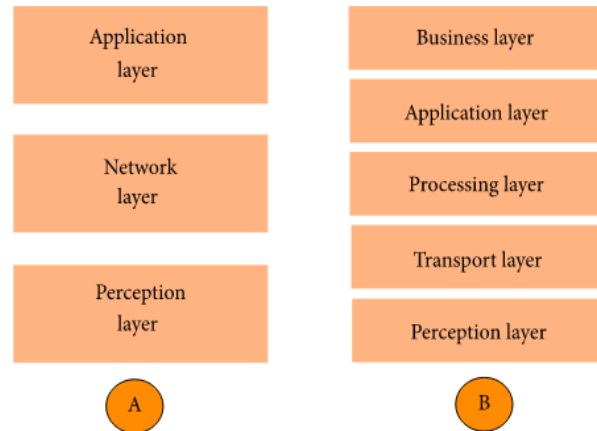 Application
layer
Network
layer
Perception
layer
A
Business layer
Application layer
Processing layer
Transport layer
Perception layer
B